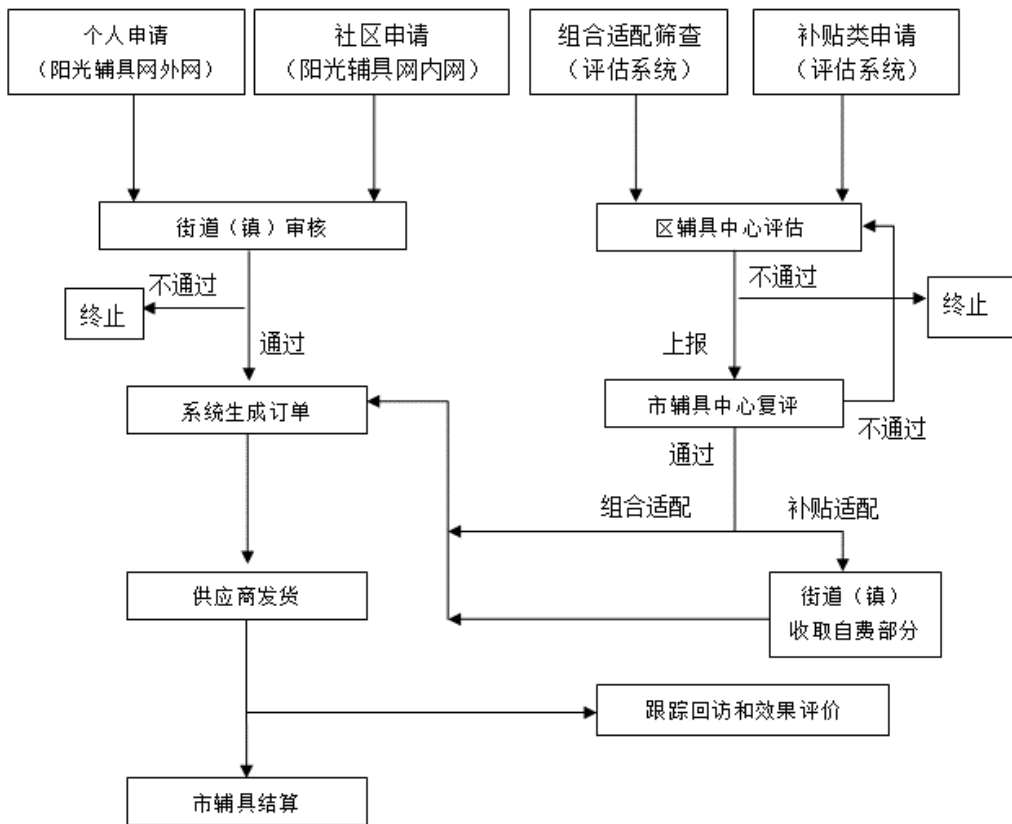 个人申请
（阳光辅具网外网）
社区申请
（阳光辅具网内网）
组合适配筛查
（评估系统）
补贴类申请
（评估系统）
街道（镇）审核
区辅具中心评估
不通过
终止
不通过
终止
通过
上报
系统生成订单
市辅具中心复评
不通过
通过
组合适配
补贴适配
供应商发货
街道（镇）
收取自费部分
跟踪回访和效果评价
市辅具结算